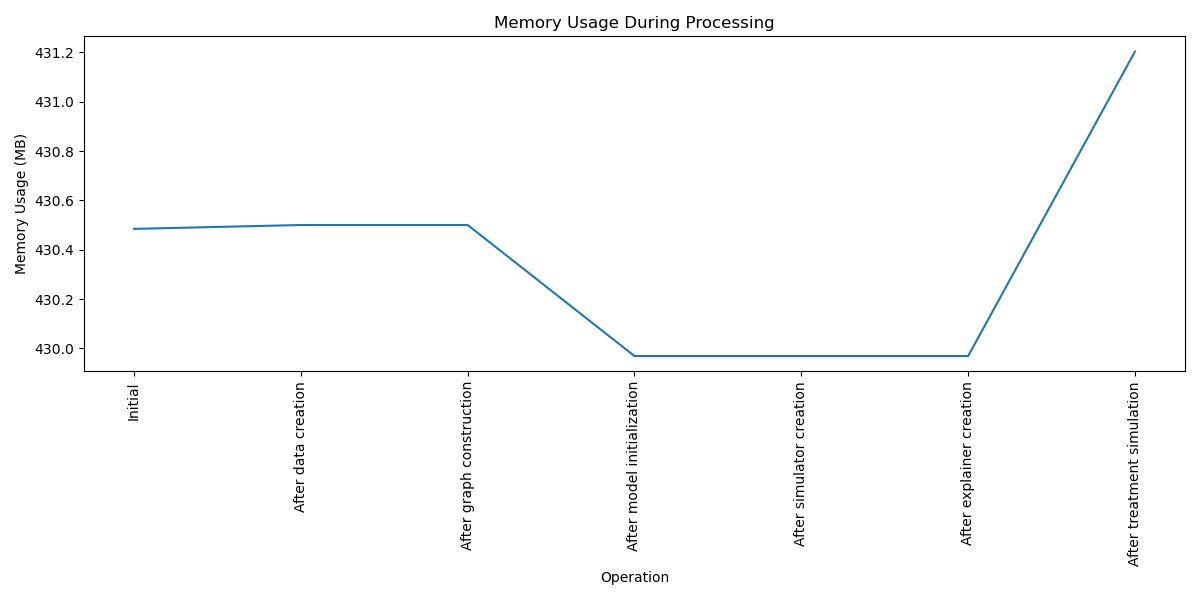 Memory Usage During Processing
Memory Usage (MB)
431.2
431.0
430.8
430.6
430.4
430.2
430.0
Initial
After data creation
After graph construction
After model initialization
After simulator creation
After explainer creation
After treatment simulation
Operation